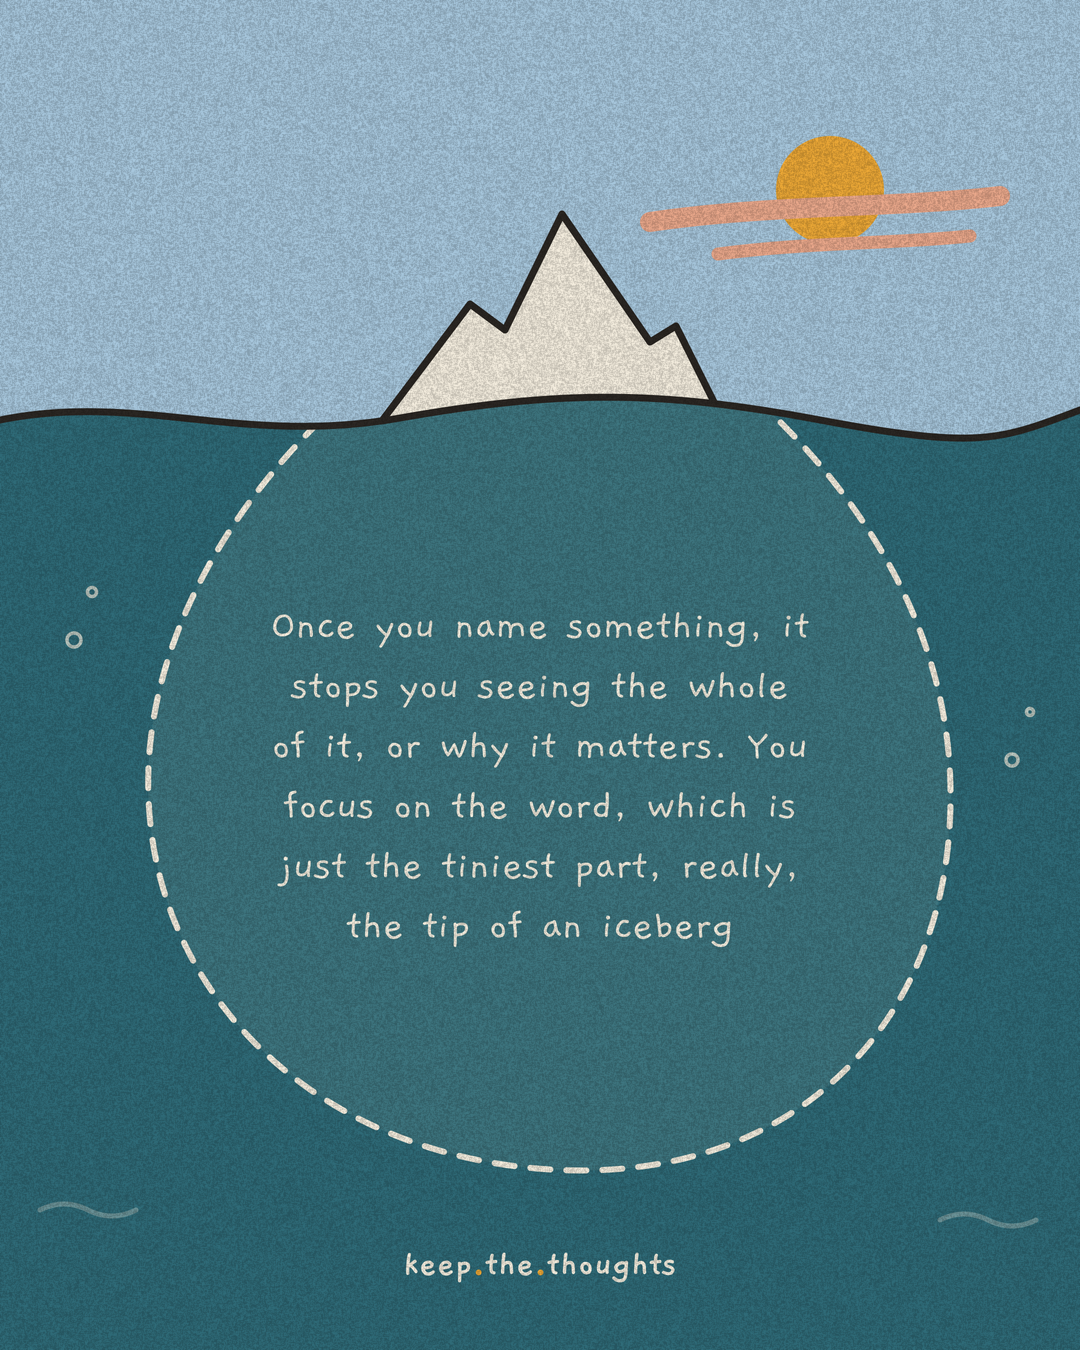 Once you name something, it
stops you seeing the whole
of it, or why it matters. You
focus on the word, which is
just the tiniest part, really,
the tip of an iceberg
keep.the.thoughts